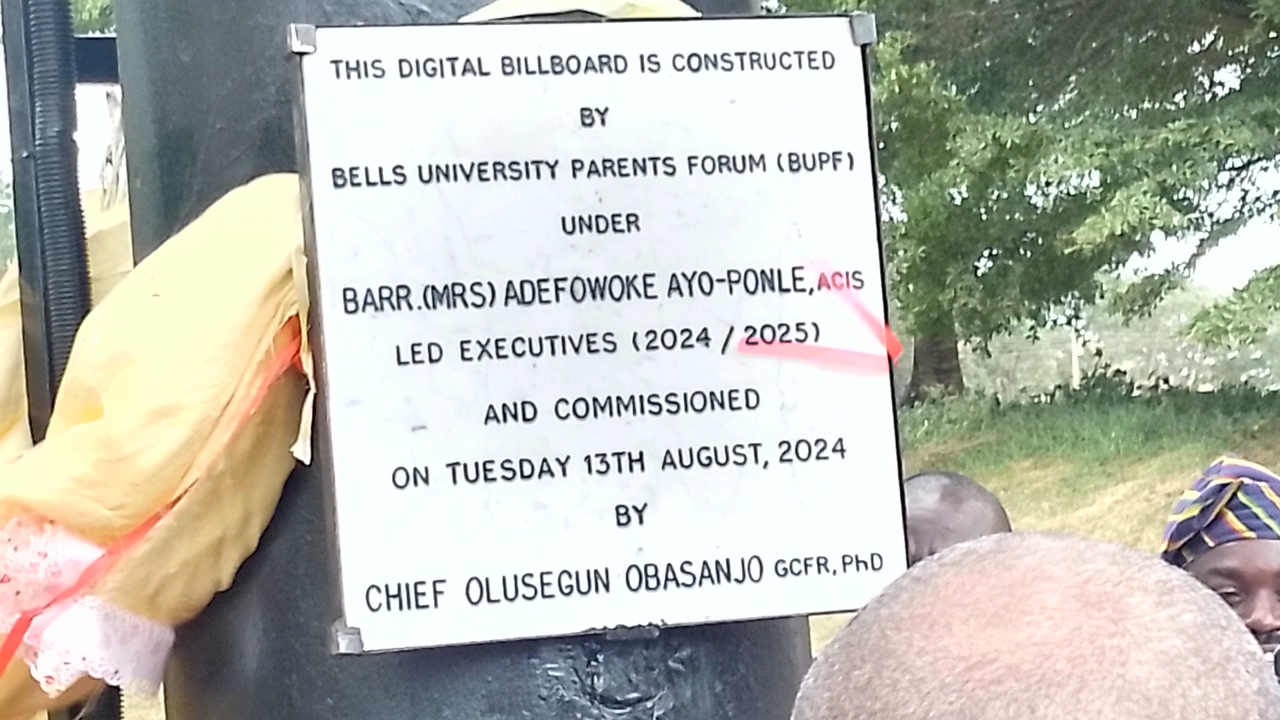 THIS DIGITAL BILLBOARD IS CONSTRUCTED
BY
BELLS UNIVERSITY PARENTS FORUM (BUPF)
UNDER
BARR.(MRS) ADEFOWOKE AYO-PONLE, ACIS
LED EXECUTIVES (2024 / 2025)
AND COMMISSIONED
ON TUESDAY 13TH AUGUST, 2024
BY
CHIEF OLUSEGUN OBASANJO GCFR, PhD